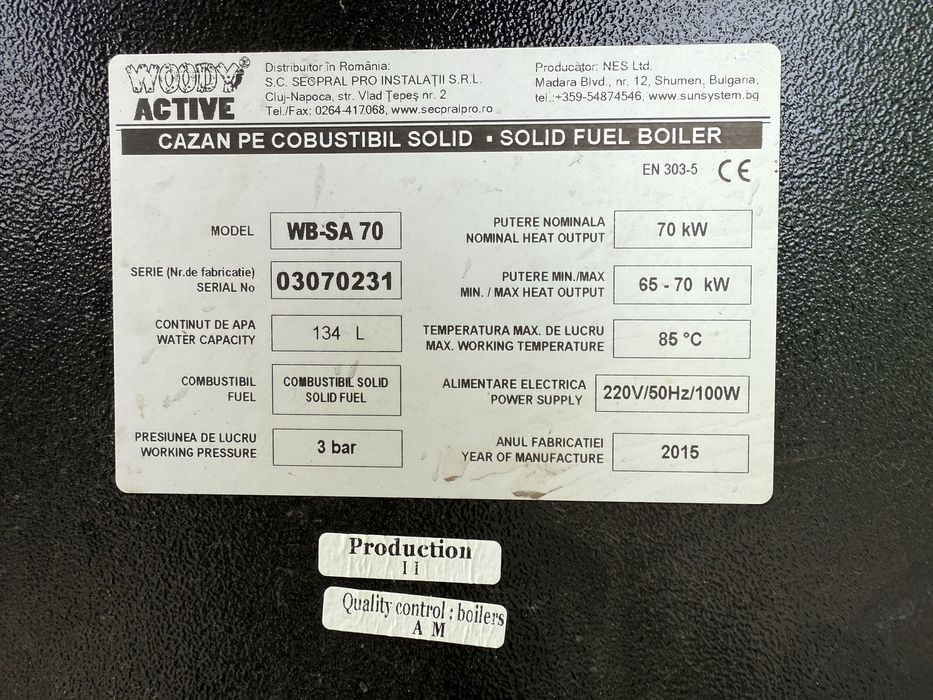 WOODY®
ACTIVE
Distribuitor în România:
S.C. SECPRAL PRO INSTALAȚII S.R.L.
Cluj-Napoca, str. Vlad Țepeș nr. 2
Tel./Fax: 0264-417068, www.secpralpro.ro
Producător: NES Ltd.
Madara Blvd., nr. 12, Shumen, Bulgaria,
tel.:+359-54874546, www.sunsystem.bg
CAZAN PE COBUSTIBIL SOLID ▪ SOLID FUEL BOILER
EN 303-5 CE
MODEL WB-SA 70
SERIE (Nr.de fabricatie)
SERIAL No
03070231
CONTINUT DE APA
WATER CAPACITY
134 L
COMBUSTIBIL
FUEL
COMBUSTIBIL SOLID
SOLID FUEL
PRESIUNEA DE LUCRU
WORKING PRESSURE
3 bar
PUTERE NOMINALA
NOMINAL HEAT OUTPUT
70 kW
PUTERE MIN./MAX
MIN. / MAX HEAT OUTPUT
65 - 70 kW
TEMPERATURA MAX. DE LUCRU
MAX. WORKING TEMPERATURE
85 °C
ALIMENTARE ELECTRICA
POWER SUPPLY
220V/50Hz/100W
ANUL FABRICATIEI
YEAR OF MANUFACTURE
2015
Production
I I
Quality control : boilers
A M